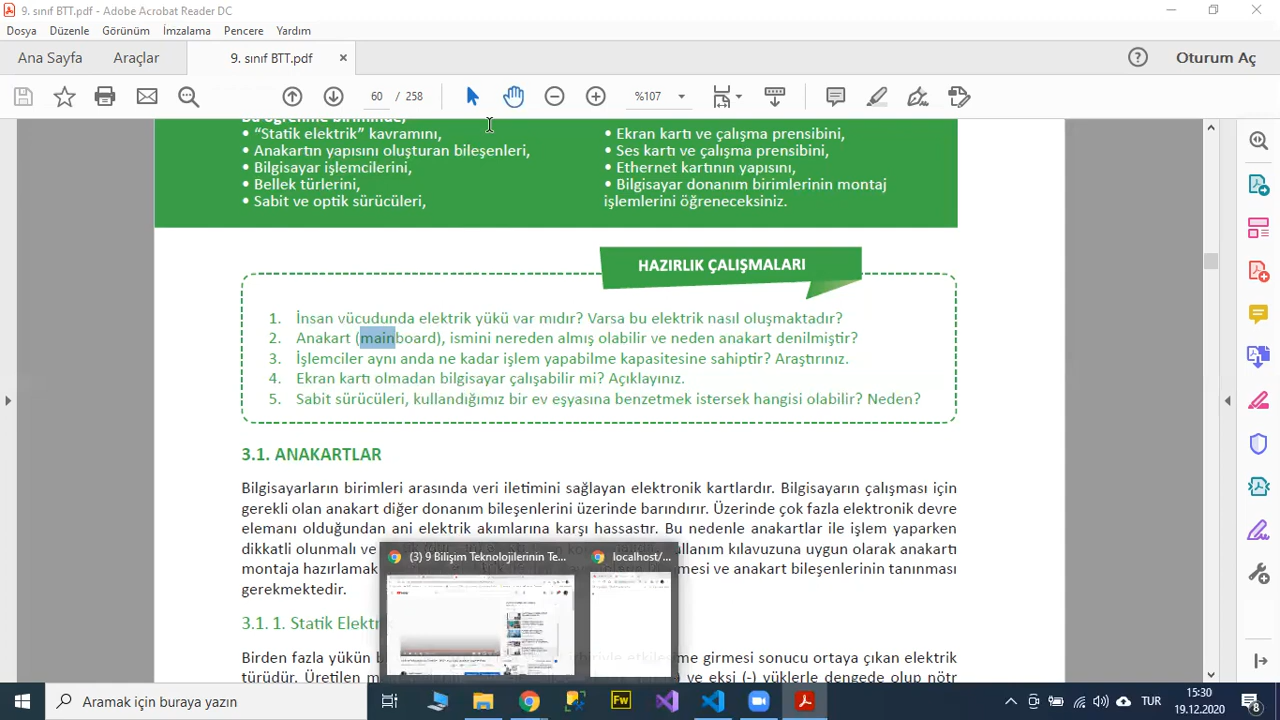 9. sınıf BTT.pdf - Adobe Acrobat Reader DC
Dosya Düzenle Görünüm İmzalama Pencere Yardım
Ana Sayfa Araçlar 9. sınıf BTT.pdf × Oturum Aç
60 / 258 %107
Bu öğrenme biriminde,
• “Statik elektrik” kavramını,
• Anakartın yapısını oluşturan bileşenleri,
• Bilgisayar işlemcilerini,
• Bellek türlerini,
• Sabit ve optik sürücüleri,
• Ekran kartı ve çalışma prensibini,
• Ses kartı ve çalışma prensibini,
• Ethernet kartının yapısını,
• Bilgisayar donanım birimlerinin montaj
işlemlerini öğreneceksiniz.
HAZIRLIK ÇALIŞMALARI
1. İnsan vücudunda elektrik yükü var mıdır? Varsa bu elektrik nasıl oluşmaktadır?
2. Anakart (mainboard), ismini nereden almış olabilir ve neden anakart denilmiştir?
3. İşlemciler aynı anda ne kadar işlem yapabilme kapasitesine sahiptir? Araştırınız.
4. Ekran kartı olmadan bilgisayar çalışabilir mi? Açıklayınız.
5. Sabit sürücüleri, kullandığımız bir ev eşyasına benzetmek istersek hangisi olabilir? Neden?
3.1. ANAKARTLAR
Bilgisayarların birimleri arasında veri iletimini sağlayan elektronik kartlardır. Bilgisayarın çalışması için
gerekli olan anakart diğer donanım bileşenlerini üzerinde barındırır. Üzerinde çok fazla elektronik devre
elemanı olduğundan ani elektrik akımlarına karşı hassastır. Bu nedenle anakartlar ile işlem yaparken
dikkatli olunmalı ve kullanım kılavuzuna uygun olarak anakartı
montaja hazırlamak ve anakart bileşenlerinin tanınması
gerekmektedir.
(3) 9 Bilişim Teknolojilerinin Te... localhost/...
3.1. 1. Statik Elektr
Birden fazla yükün b etkileşime girmesi sonucu ortaya çıkan elektrik
türüdür. Üretilen ve eksi (-) yüklerle dengede olup nötr
Aramak için buraya yazın
Fw
TUR
15:30
19.12.2020
8